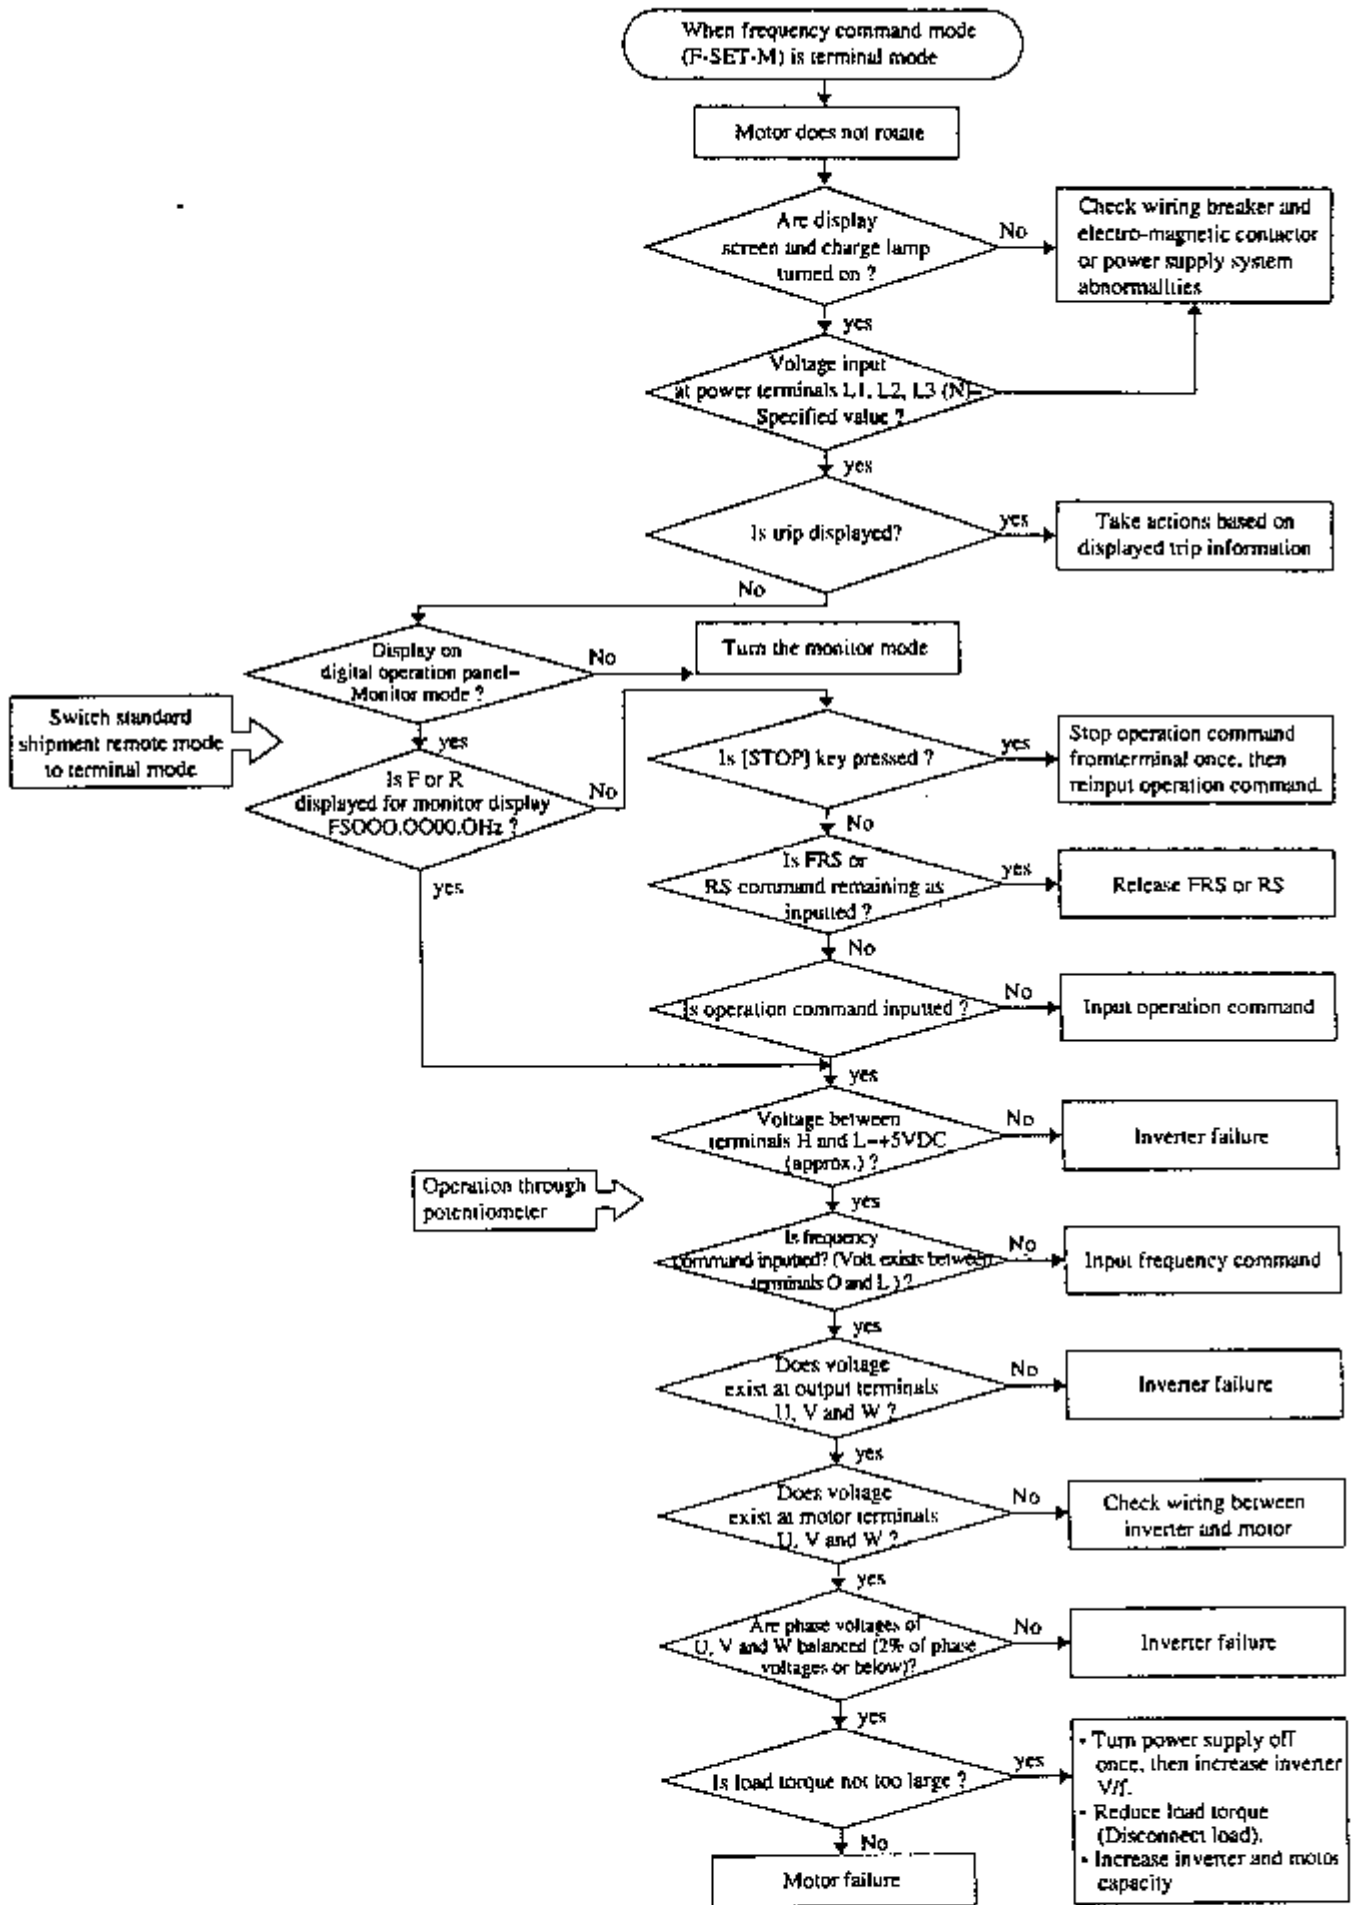 When frequency command mode
(F-SET-M) is terminal mode
Motor does not rotate
Are display
screen and charge lamp
turned on ?
No
Check wiring breaker and
electro-magnetic contactor
or power supply system
abnormalities
yes
Voltage input
at power terminals L1, L2, L3 (N)=
Specified value ?
yes
Is trip displayed?
yes
Take actions based on
displayed trip information
No
Display on
digital operation panel=
Monitor mode ?
No
Turn the monitor mode
Switch standard
shipment remote mode
to terminal mode
yes
Is F or R
displayed for monitor display
FSOOO.OO00.OHz ?
No
yes
Is [STOP] key pressed ?
yes
Stop operation command
fromterminal once, then
reinput operation command.
No
Is FRS or
RS command remaining as
inputted ?
yes
Release FRS or RS
No
Is operation command inputted ?
No
Input operation command
yes
Voltage between
terminals H and L=+5VDC
(approx.) ?
No
Inverter failure
Operation through
potentiometer
yes
Is frequency
command inputted? (Volt. exists between
terminals O and L ) ?
No
Input frequency command
yes
Does voltage
exist at output terminals
U, V and W ?
No
Inverter failure
yes
Does voltage
exist at motor terminals
U, V and W ?
No
Check wiring between
inverter and motor
yes
Are phase voltages of
U, V and W balanced (2% of phase
voltages or below)?
No
Inverter failure
yes
Is load torque not too large ?
yes
- Turn power supply off
once, then increase inverter
V/f.
- Reduce load torque
(Disconnect load).
- Increase inverter and motor
capacity
No
Motor failure